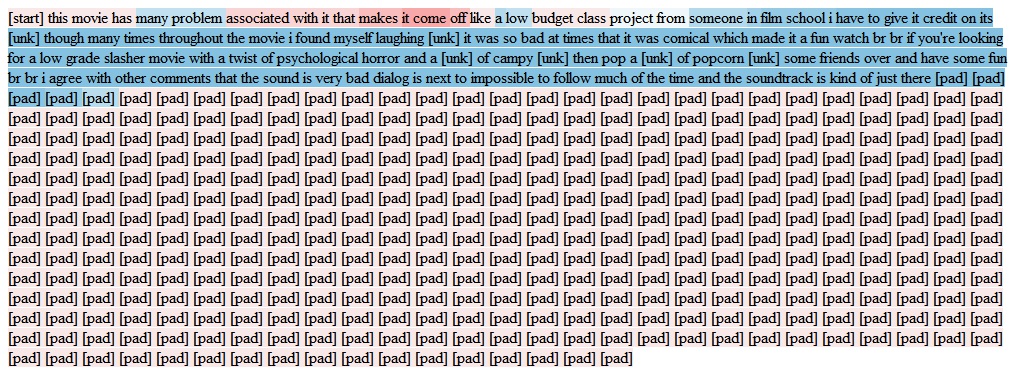 [start] this movie has many problem associated with it that makes it come off like a low budget class project from someone in film school i have to give it credit on its
[unk] though many times throughout the movie i found myself laughing [unk] it was so bad at times that it was comical which made it a fun watch br br if you're looking
for a low grade slasher movie with a twist of psychological horror and a [unk] of campy [unk] then pop a [unk] of popcorn [unk] some friends over and have some fun
br br i agree with other comments that the sound is very bad dialog is next to impossible to follow much of the time and the soundtrack is kind of just there [pad] [pad]
[pad] [pad] [pad] [pad] [pad] [pad] [pad] [pad] [pad] [pad] [pad] [pad] [pad] [pad] [pad] [pad] [pad] [pad] [pad] [pad] [pad] [pad] [pad] [pad] [pad] [pad] [pad]
[pad] [pad] [pad] [pad] [pad] [pad] [pad] [pad] [pad] [pad] [pad] [pad] [pad] [pad] [pad] [pad] [pad] [pad] [pad] [pad] [pad] [pad] [pad] [pad] [pad] [pad] [pad]
[pad] [pad] [pad] [pad] [pad] [pad] [pad] [pad] [pad] [pad] [pad] [pad] [pad] [pad] [pad] [pad] [pad] [pad] [pad] [pad] [pad] [pad] [pad] [pad] [pad] [pad] [pad]
[pad] [pad] [pad] [pad] [pad] [pad] [pad] [pad] [pad] [pad] [pad] [pad] [pad] [pad] [pad] [pad] [pad] [pad] [pad] [pad] [pad] [pad] [pad] [pad] [pad] [pad] [pad]
[pad] [pad] [pad] [pad] [pad] [pad] [pad] [pad] [pad] [pad] [pad] [pad] [pad] [pad] [pad] [pad] [pad] [pad] [pad] [pad] [pad] [pad] [pad] [pad] [pad] [pad] [pad]
[pad] [pad] [pad] [pad] [pad] [pad] [pad] [pad] [pad] [pad] [pad] [pad] [pad] [pad] [pad] [pad] [pad] [pad] [pad] [pad] [pad] [pad] [pad] [pad] [pad] [pad] [pad]
[pad] [pad] [pad] [pad] [pad] [pad] [pad] [pad] [pad] [pad] [pad] [pad] [pad] [pad] [pad] [pad] [pad] [pad] [pad] [pad] [pad] [pad] [pad] [pad] [pad] [pad] [pad]
[pad] [pad] [pad] [pad] [pad] [pad] [pad] [pad] [pad] [pad] [pad] [pad] [pad] [pad] [pad] [pad] [pad] [pad] [pad] [pad] [pad] [pad] [pad] [pad] [pad] [pad] [pad]
[pad] [pad] [pad] [pad] [pad] [pad] [pad] [pad] [pad] [pad] [pad] [pad] [pad] [pad] [pad] [pad] [pad] [pad] [pad] [pad] [pad] [pad] [pad] [pad] [pad] [pad] [pad]
[pad] [pad] [pad] [pad] [pad] [pad] [pad] [pad] [pad] [pad] [pad] [pad] [pad] [pad] [pad] [pad] [pad] [pad] [pad] [pad] [pad] [pad] [pad] [pad] [pad] [pad] [pad]
[pad] [pad] [pad] [pad] [pad] [pad] [pad] [pad] [pad] [pad] [pad] [pad] [pad] [pad] [pad] [pad] [pad] [pad] [pad] [pad] [pad] [pad] [pad] [pad] [pad] [pad] [pad]
[pad] [pad] [pad] [pad] [pad] [pad] [pad] [pad] [pad] [pad] [pad] [pad] [pad] [pad] [pad] [pad] [pad] [pad] [pad] [pad] [pad] [pad] [pad] [pad] [pad] [pad] [pad]
[pad] [pad] [pad] [pad] [pad] [pad] [pad] [pad] [pad] [pad] [pad] [pad] [pad] [pad] [pad] [pad] [pad] [pad] [pad] [pad] [pad] [pad] [pad] [pad] [pad] [pad] [pad]
[pad] [pad] [pad] [pad] [pad] [pad] [pad] [pad] [pad] [pad] [pad] [pad] [pad] [pad] [pad] [pad] [pad]